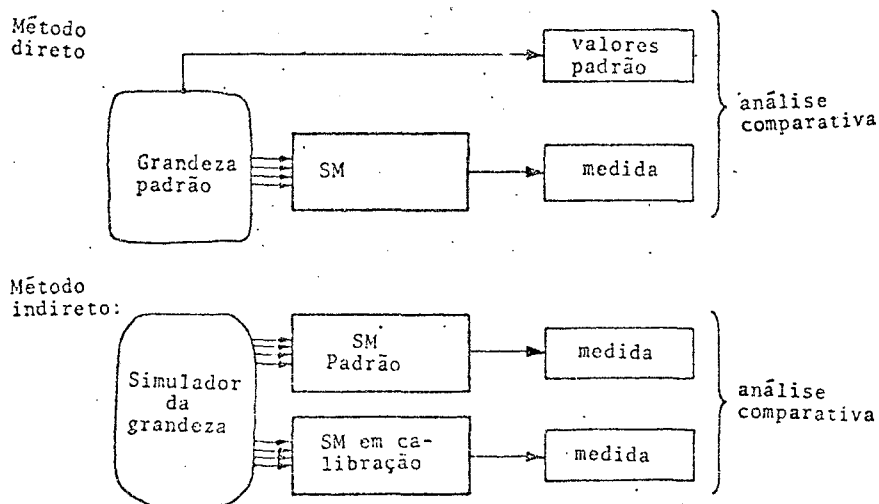 Método
direto
valores
padrão
Grandeza
padrão
SM
medida
análise
comparativa
Método
indireto:
Simulador
da
grandeza
SM
Padrão
medida
SM em ca-
libração
medida
análise
comparativa